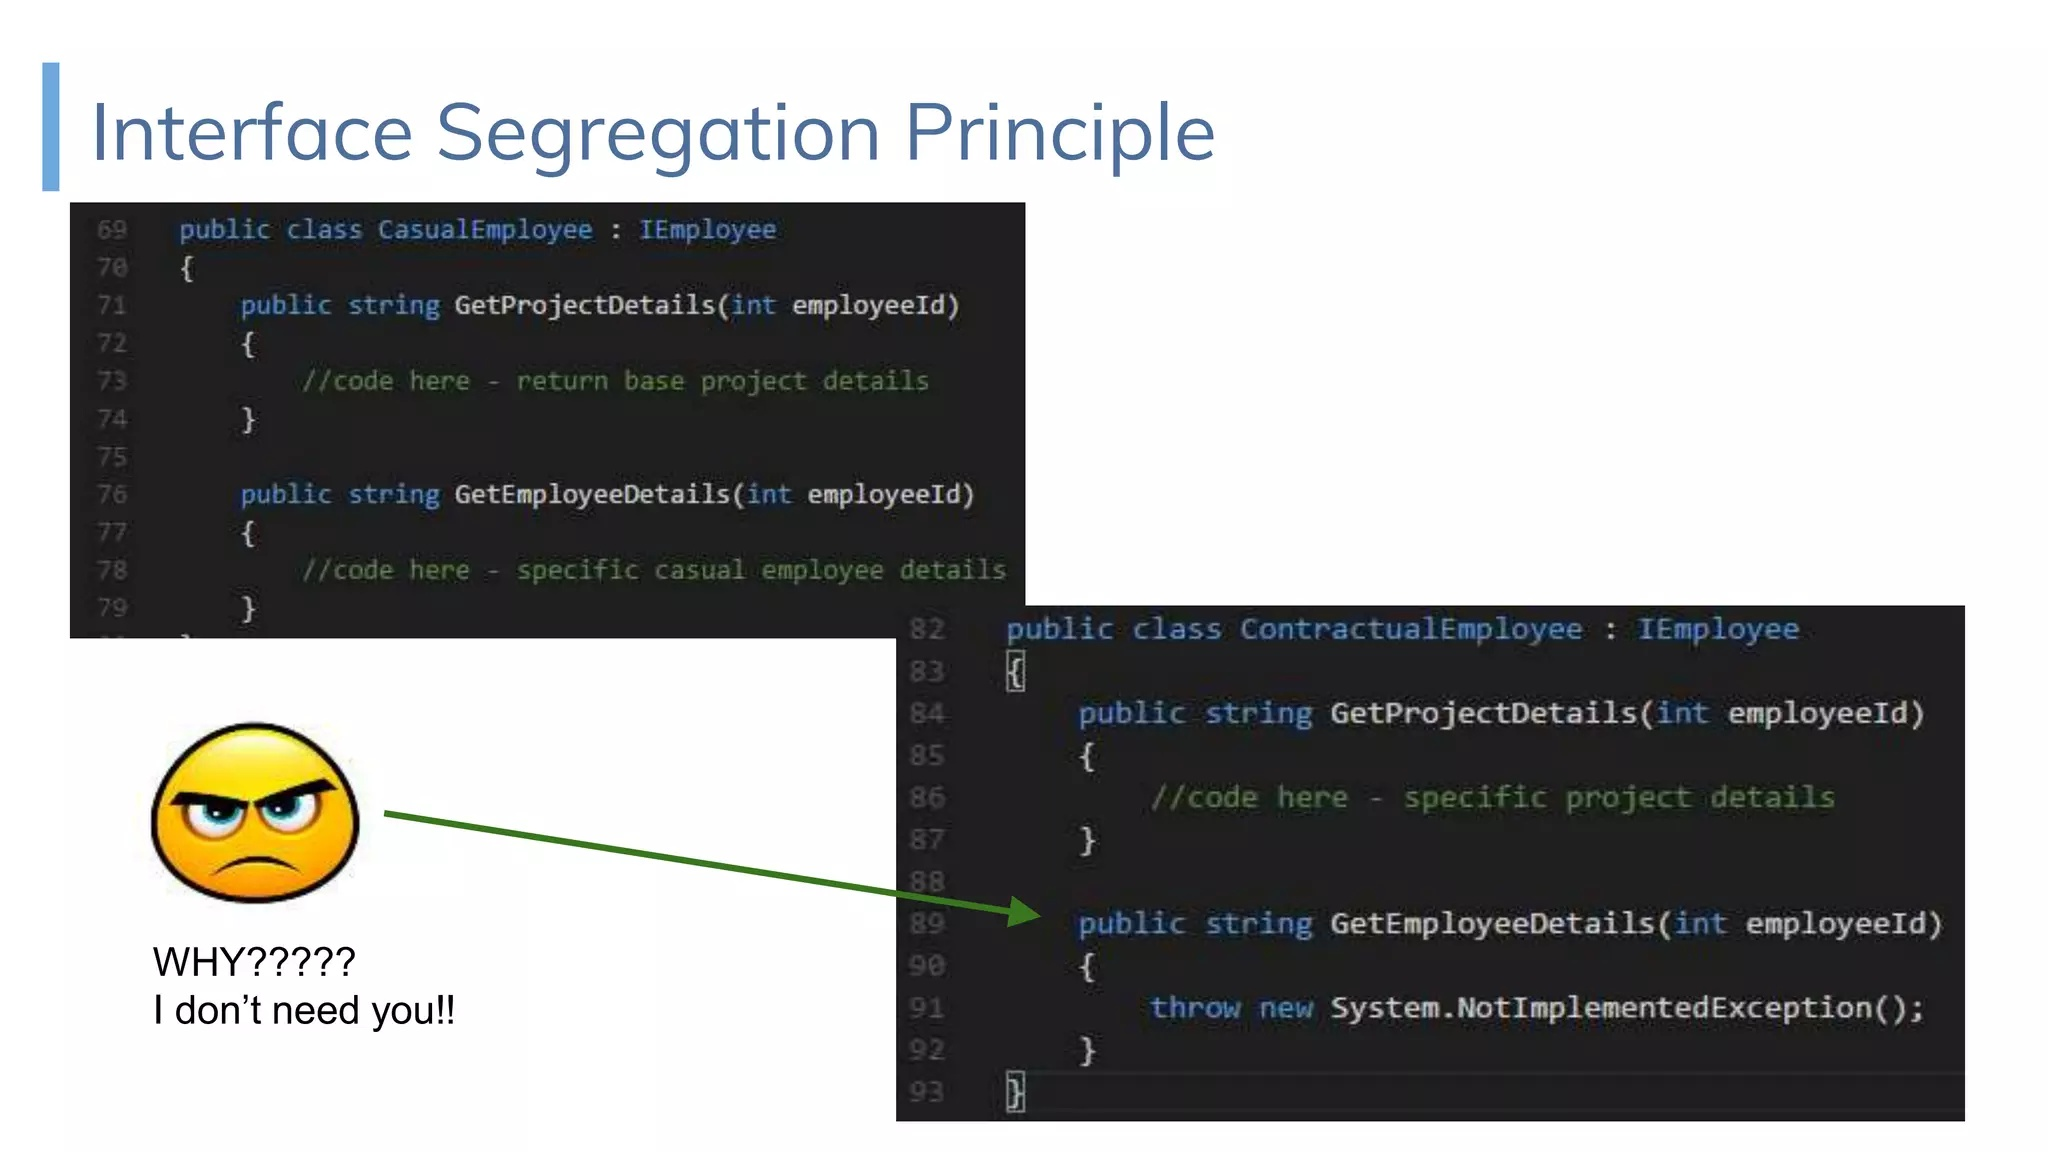 Interface Segregation Principle
69 public class CasualEmployee : IEmployee
70 {
71 public string GetProjectDetails(int employeeId)
72 {
73 //code here - return base project details
74 }
75
76 public string GetEmployeeDetails(int employeeId)
77 {
78 //code here - specific casual employee details
79 }
82 public class ContractualEmployee : IEmployee
83 {
84 public string GetProjectDetails(int employeeId)
85 {
86 //code here - specific project details
87 }
88
89 public string GetEmployeeDetails(int employeeId)
90 {
91 throw new System.NotImplementedException();
92 }
93 }
WHY?????
I don’t need you!!